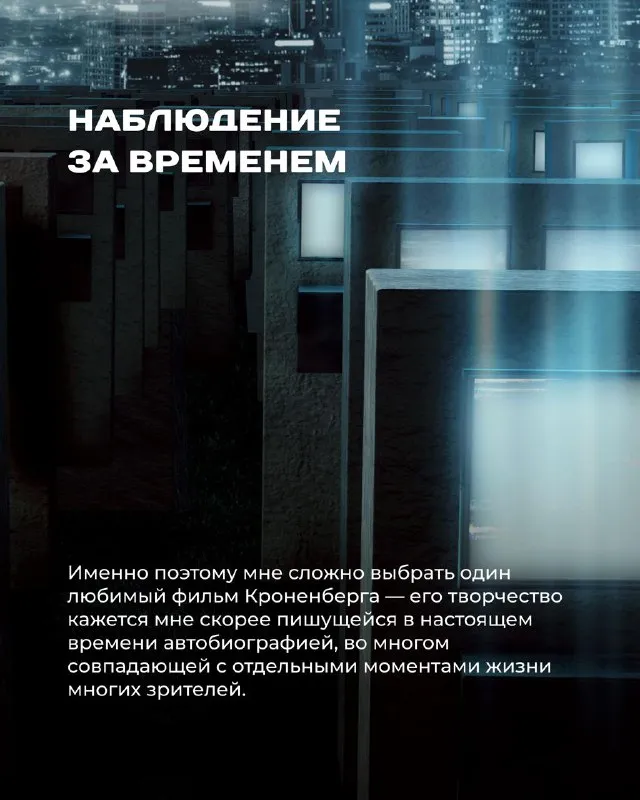 НАБЛЮДЕНИЕ
ЗА ВРЕМЕНЕМ
Именно поэтому мне сложно выбрать один
любимый фильм Кроненберга — его творчество
кажется мне скорее пишущейся в настоящем
времени автобиографией, во многом
совпадающей с отдельными моментами жизни
многих зрителей.